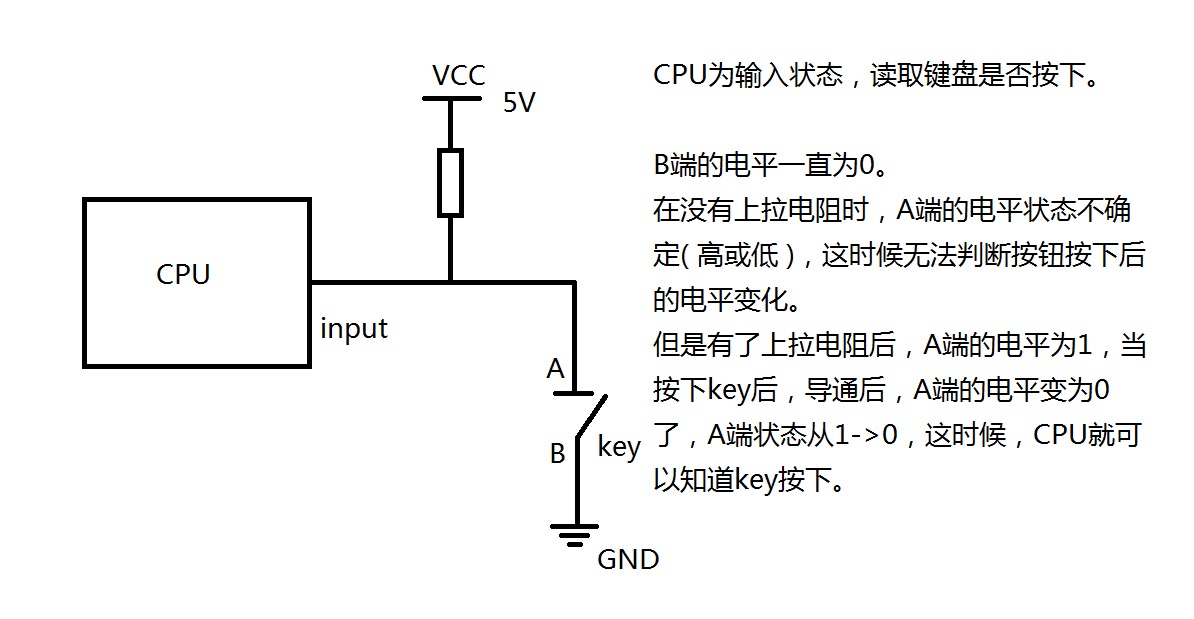 VCC
5V
CPU
input
A
B
key
GND
CPU为输入状态，读取键盘是否按下。
B端的电平一直为0。
在没有上拉电阻时，A端的电平状态不确
定( 高或低 )，这时候无法判断按钮按下后
的电平变化。
但是有了上拉电阻后，A端的电平为1，当
按下key后，导通后，A端的电平变为0
了，A端状态从1->0，这时候，CPU就可
以知道key按下。